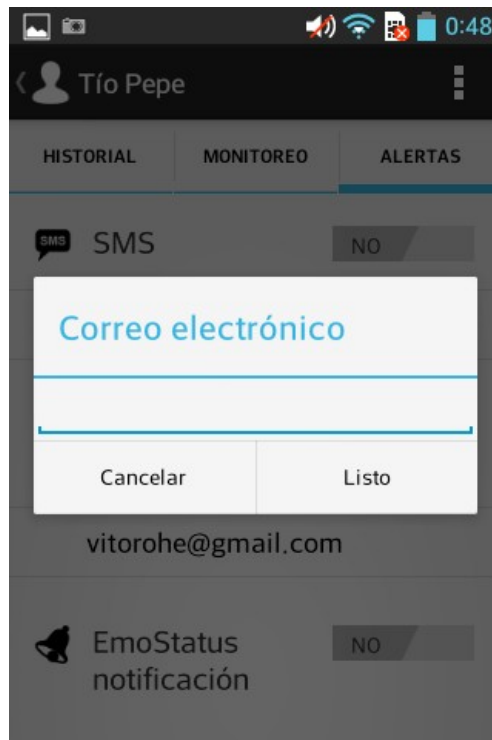 0:48
Tío Pepe
HISTORIAL MONITOREO ALERTAS
SMS SMS NO
Correo electrónico
Cancelar Listo
vitorohe@gmail.com
EmoStatus NO
notificación